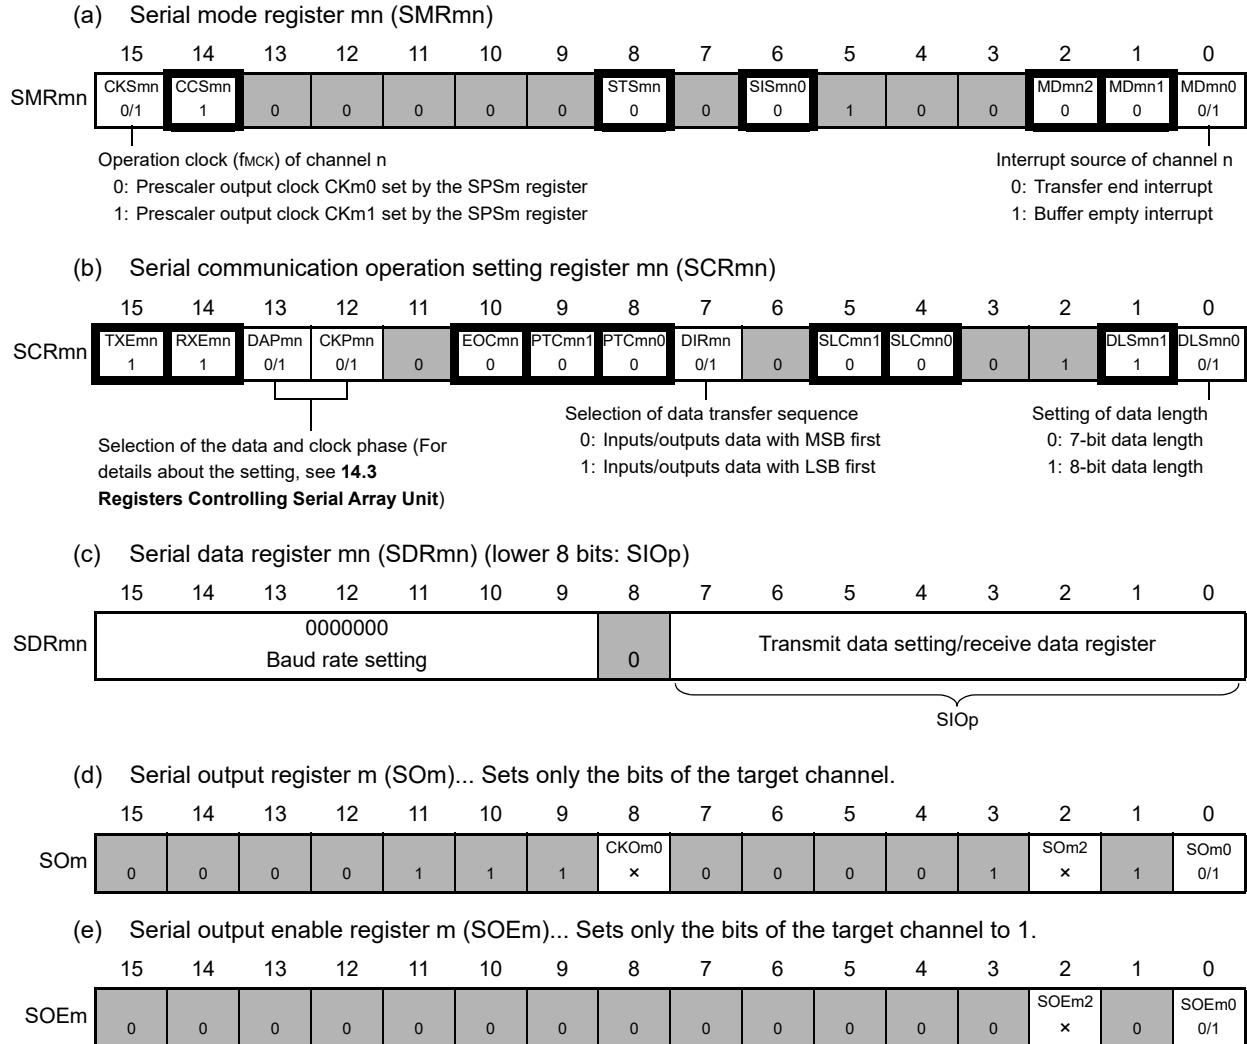 (a) Serial mode register mn (SMRmn)
15 14 13 12 11 10 9 8 7 6 5 4 3 2 1 0
SMRmn CKSmn CCSmn STSmn SISmn0 MDmn2 MDmn1 MDmn0
0/1 1 0 0 0 0 0 0 0 0 1 0 0 0 0 0/1
Operation clock (fMCK) of channel n
0: Prescaler output clock CKm0 set by the SPSm register
1: Prescaler output clock CKm1 set by the SPSm register
Interrupt source of channel n
0: Transfer end interrupt
1: Buffer empty interrupt
(b) Serial communication operation setting register mn (SCRmn)
15 14 13 12 11 10 9 8 7 6 5 4 3 2 1 0
SCRmn TXEmn RXEmn DAPmn CKPmn EOCmn PTCmn1 PTCmn0 DIRmn SLCmn1 SLCmn0 DLSmn1 DLSmn0
1 1 0/1 0/1 0 0 0 0 0/1 0 0 0 0 1 1 0/1
Selection of the data and clock phase (For
details about the setting, see 14.3
Registers Controlling Serial Array Unit)
Selection of data transfer sequence
0: Inputs/outputs data with MSB first
1: Inputs/outputs data with LSB first
Setting of data length
0: 7-bit data length
1: 8-bit data length
(c) Serial data register mn (SDRmn) (lower 8 bits: SIOp)
15 14 13 12 11 10 9 8 7 6 5 4 3 2 1 0
SDRmn 0000000
Baud rate setting 0 Transmit data setting/receive data register
SIOp
(d) Serial output register m (SOm)... Sets only the bits of the target channel.
15 14 13 12 11 10 9 8 7 6 5 4 3 2 1 0
SOm CKOm0 SOm2 SOm0
0 0 0 0 1 1 1 × 0 0 0 0 1 × 1 0/1
(e) Serial output enable register m (SOEm)... Sets only the bits of the target channel to 1.
15 14 13 12 11 10 9 8 7 6 5 4 3 2 1 0
SOEm SOEm2 SOEm0
0 0 0 0 0 0 0 0 0 0 0 0 0 × 0 0/1